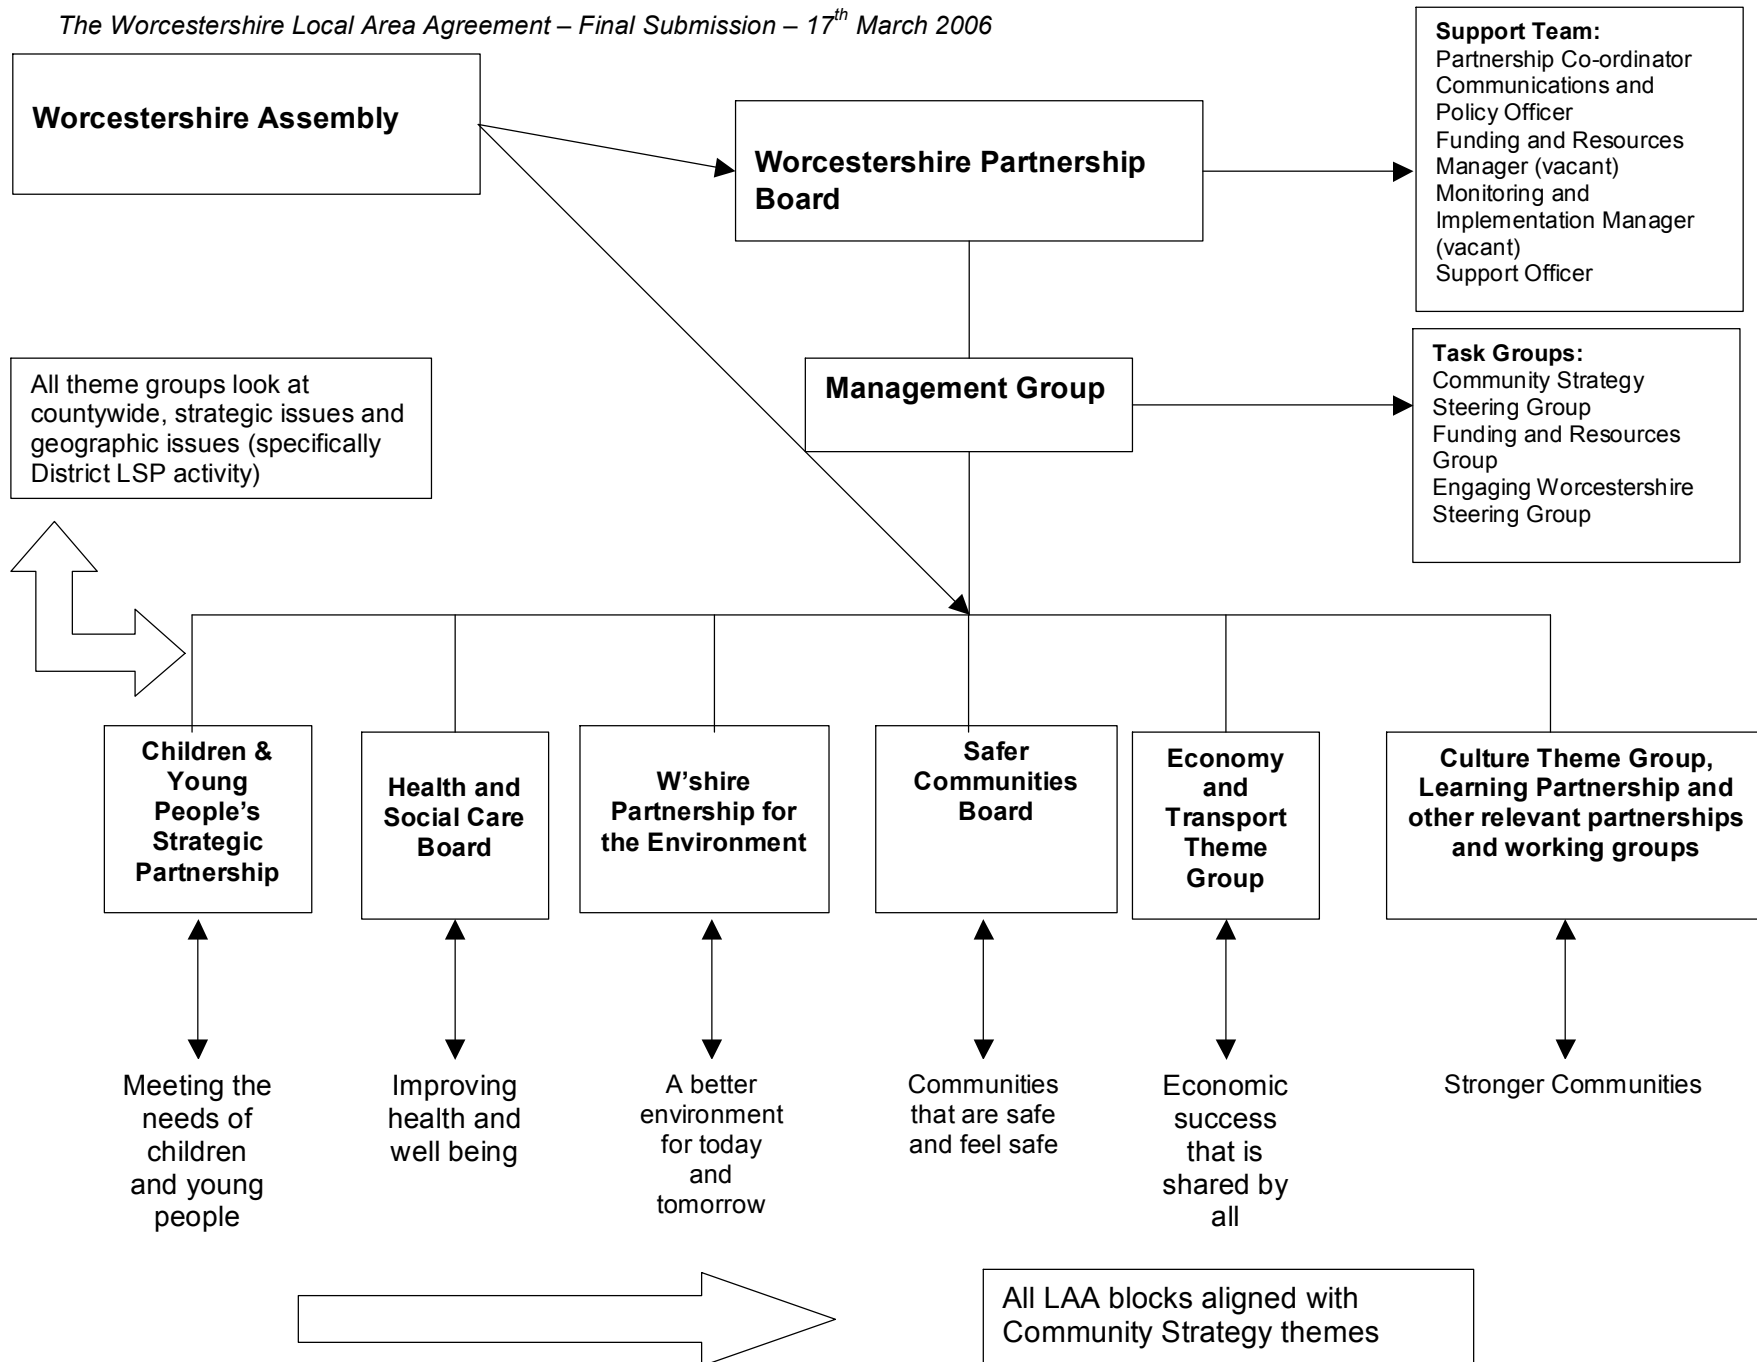 The Worcestershire Local Area Agreement – Final Submission – 17th March 2006
Worcestershire Assembly
Worcestershire Partnership
Board
Support Team:
Partnership Co-ordinator
Communications and
Policy Officer
Funding and Resources
Manager (vacant)
Monitoring and
Implementation Manager
(vacant)
Support Officer
All theme groups look at
countywide, strategic issues and
geographic issues (specifically
District LSP activity)
Management Group
Task Groups:
Community Strategy
Steering Group
Funding and Resources
Group
Engaging Worcestershire
Steering Group
Children &
Young
People's
Strategic
Partnership
Health and
Social Care
Board
W'shire
Partnership for
the Environment
Safer
Communities
Board
Economy
and
Transport
Theme
Group
Culture Theme Group,
Learning Partnership and
other relevant partnerships
and working groups
Meeting the
needs of
children
and young
people
Improving
health and
well being
A better
environment
for today
and
tomorrow
Communities
that are safe
and feel safe
Economic
success
that is
shared by
all
Stronger Communities
All LAA blocks aligned with
Community Strategy themes